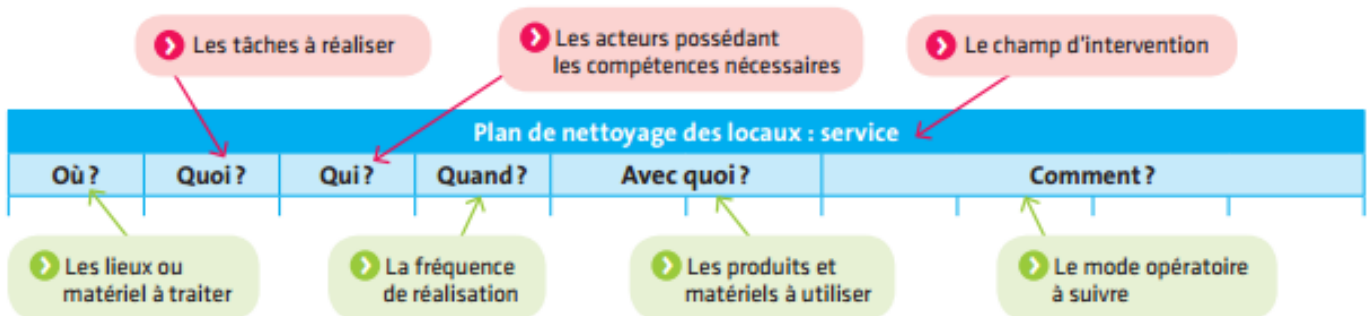 Les tâches à réaliser
Les acteurs possédant
les compétences nécessaires
Le champ d'intervention
Plan de nettoyage des locaux : service
Où ? Quoi ? Qui ? Quand ? Avec quoi ? Comment ?
Les lieux ou
matériel à traiter
La fréquence
de réalisation
Les produits et
matériels à utiliser
Le mode opératoire
à suivre